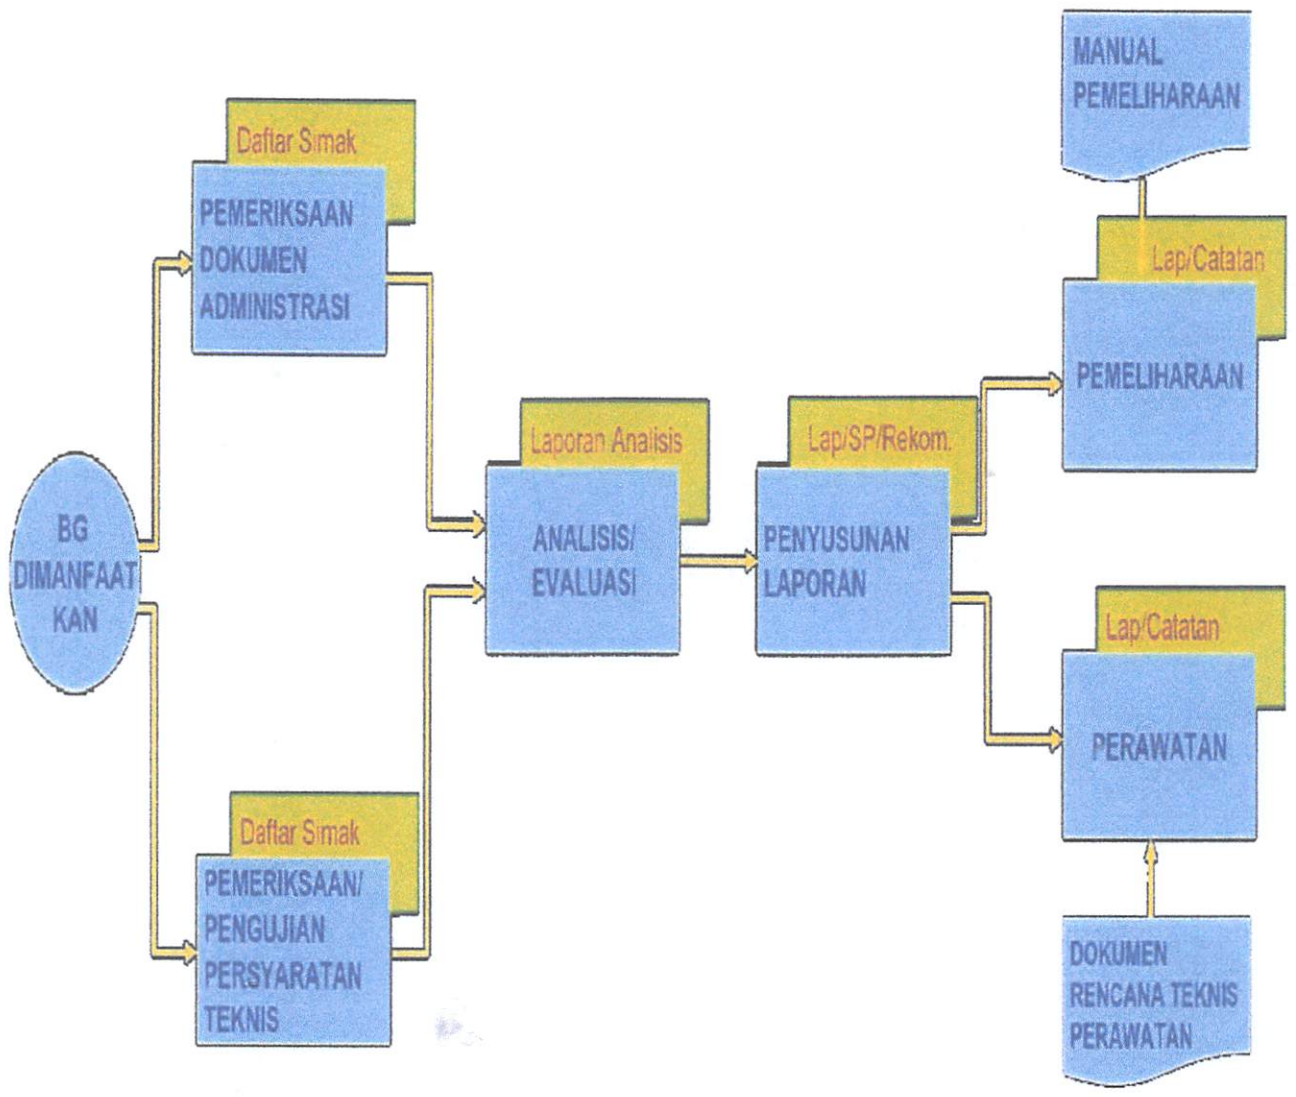 MANUAL
PEMELIHARAAN
Daftar Simak
PEMERIKSAAN
DOKUMEN
ADMINISTRASI
Lap/Catatan
PEMELIHARAAN
Laporan Analisis
ANALISIS/
EVALUASI
Lap/SP/Rekom.
PENYUSUNAN
LAPORAN
BG
DIMANFAAT
KAN
Lap/Catatan
PERAWATAN
Daftar Simak
PEMERIKSAAN/
PENGUJIAN
PERSYARATAN
TEKNIS
DOKUMEN
RENCANA TEKNIS
PERAWATAN